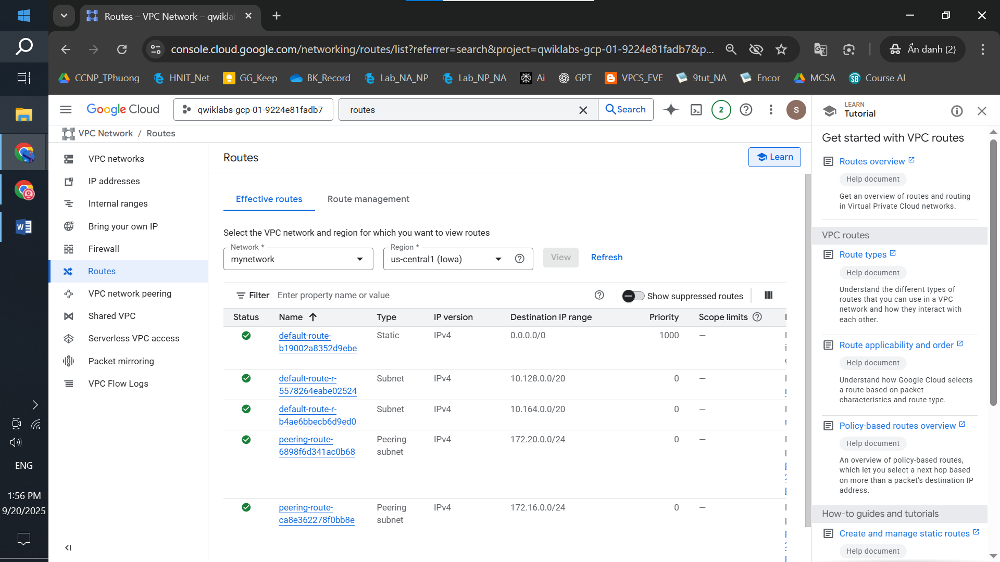 Routes – VPC Network – qwiklab
console.cloud.google.com/networking/routes/list?referrer=search&project=qwiklabs-gcp-01-9224e81fadb7&p...
Ẩn danh (2)
CCNP_TPhuong
HNIT_Net
GG_Keep
BK_Record
Lab_NA_NP
Lab_NP_NA
Ai
GPT
VPCS_EVE
9tut_NA
Encor
MCSA
SB
Course AI
Google Cloud
qwiklabs-gcp-01-9224e81fadb7
routes
Search
2
S
LEARN
Tutorial
VPC Network / Routes
VPC networks
IP addresses
Internal ranges
Bring your own IP
Firewall
Routes
VPC network peering
Shared VPC
Serverless VPC access
Packet mirroring
VPC Flow Logs
Routes
Learn
Effective routes
Route management
Select the VPC network and region for which you want to view routes
Network *
mynetwork
Region *
us-central1 (Iowa)
View
Refresh
Filter
Enter property name or value
Show suppressed routes
Status Name Type IP version Destination IP range Priority Scope limits
default-route- Static IPv4 0.0.0.0/0 1000 —
b19002a8352d9ebe
default-route-r- Subnet IPv4 10.128.0.0/20 0 —
5578264eabe02524
default-route-r- Subnet IPv4 10.164.0.0/20 0 —
b4ae6bbecb6d9ed0
peering-route- Peering IPv4 172.20.0.0/24 0 —
6898f6d341ac0b68 subnet
peering-route- Peering IPv4 172.16.0.0/24 0 —
ca8e362278f0bb8e subnet
Get started with VPC routes
Routes overview
Help document
Get an overview of routes and routing
in Virtual Private Cloud networks.
VPC routes
Route types
Help document
Understand the different types of
routes that you can use in a VPC
network and how they interact with
each other.
Route applicability and order
Help document
Understand how Google Cloud selects
a route based on packet
characteristics and route type.
Policy-based routes overview
Help document
An overview of policy-based routes,
which let you select a next hop based
on more than a packet's destination IP
address.
How-to guides and tutorials
Create and manage static routes
Help document
W
ENG
1:56 PM
9/20/2025